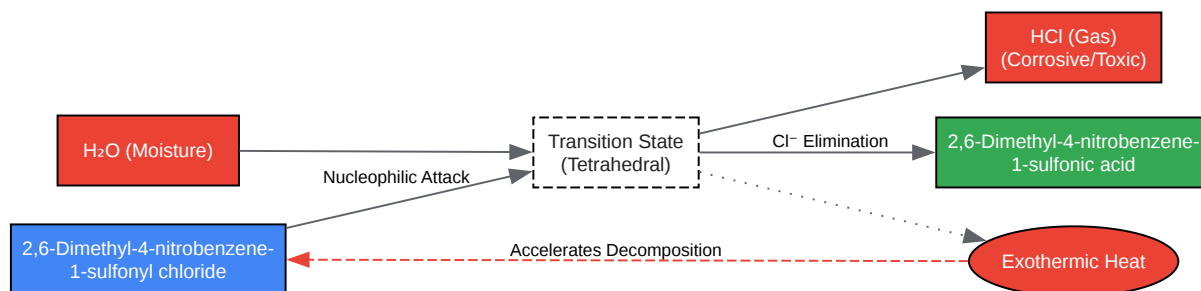 HCl (Gas)
(Corrosive/Toxic)
H₂O (Moisture)
Transition State
(Tetrahedral)
Cl⁻ Elimination
2,6-Dimethyl-4-nitrobenzene-
1-sulfonic acid
Nucleophilic Attack
2,6-Dimethyl-4-nitrobenzene-
1-sulfonyl chloride
Accelerates Decomposition
Exothermic Heat